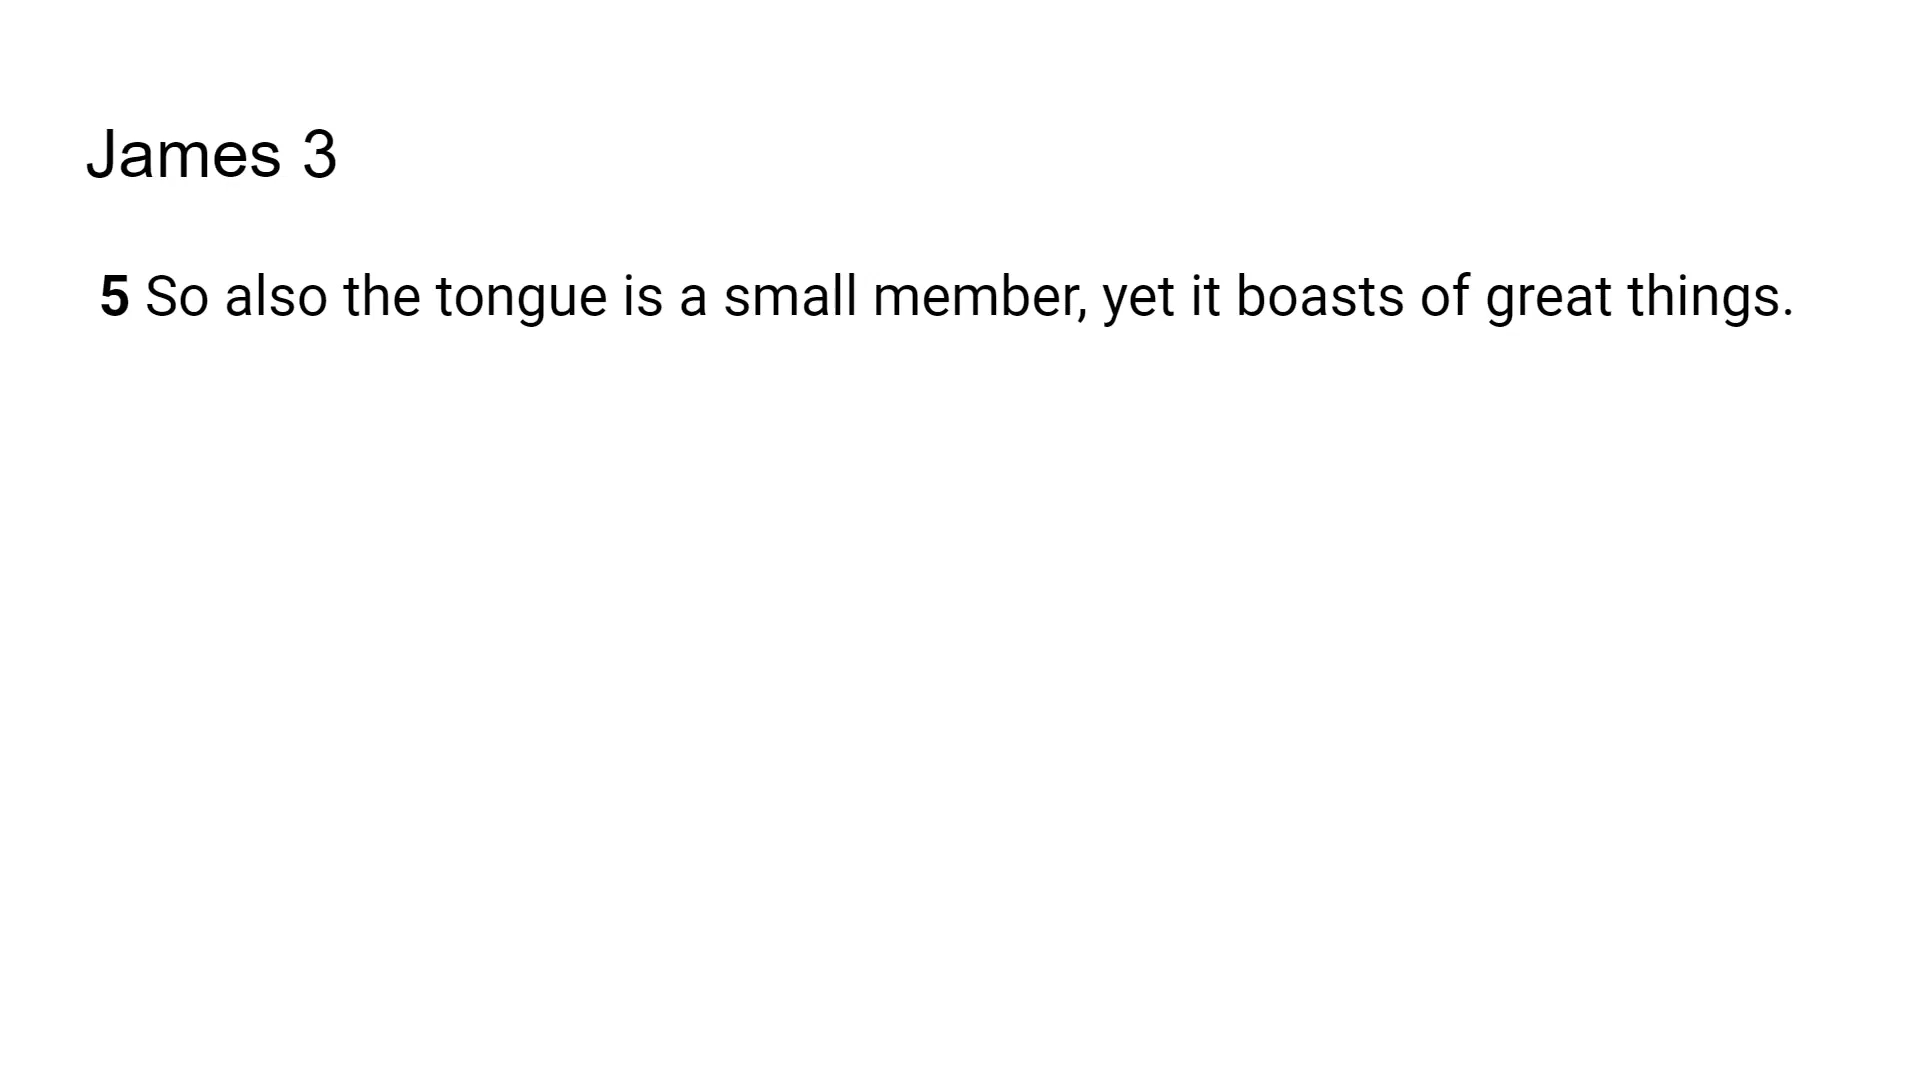 James 3
5 So also the tongue is a small member, yet it boasts of great things.